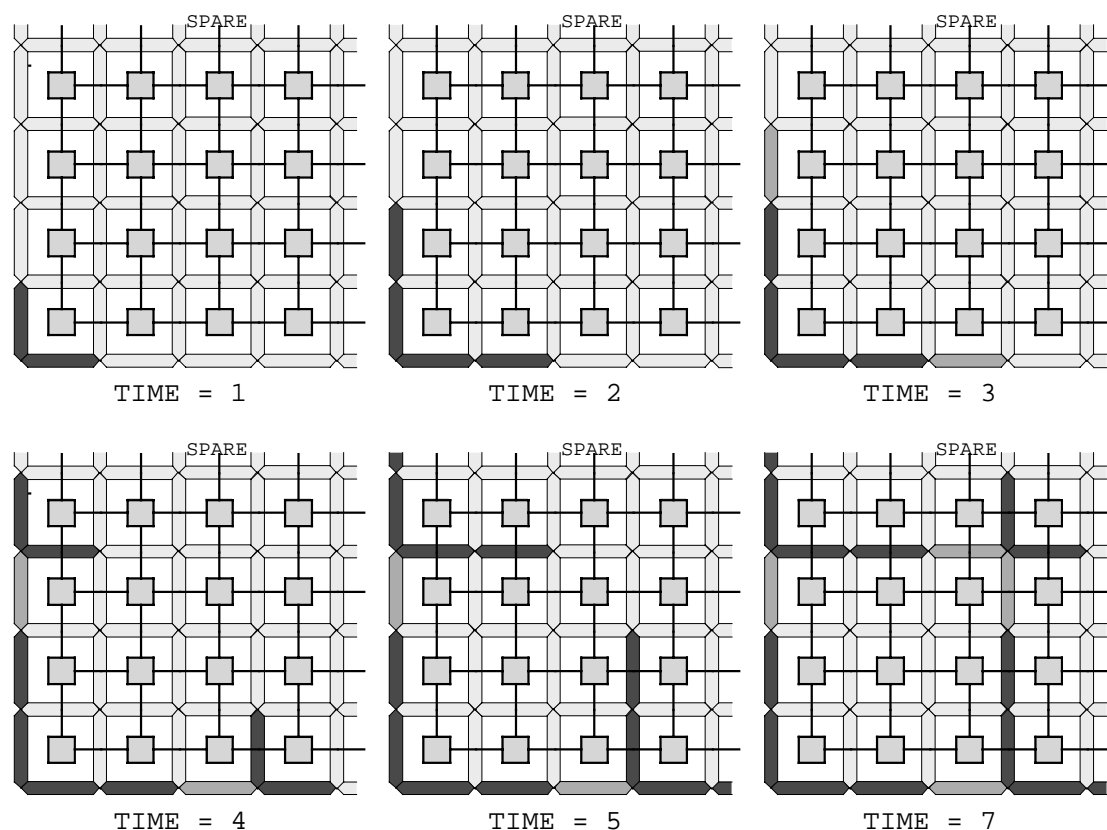 SPARE SPARE SPARE
TIME = 1 TIME = 2 TIME = 3
SPARE SPARE SPARE
TIME = 4 TIME = 5 TIME = 7